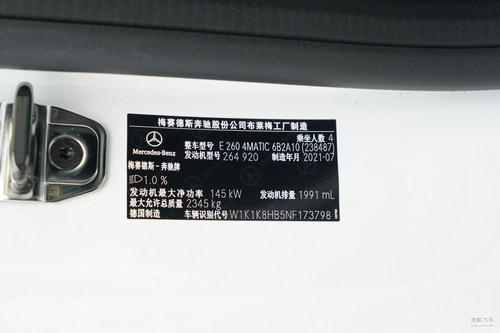 梅赛德斯奔驰股份公司布莱梅工厂制造
乘坐人数 4
整车型号 E 260 4MATIC 6B2A10 (238487)
Mercedes-Benz 发动机型号 264 920 制造年月 2021-07
梅赛德斯-奔驰牌
1.0 %
发动机最大净功率 145 kW 发动机排量 1991 mL
最大允许总质量 2345 kg
德国制造 车辆识别代号 W1K1K8HB5NF173798
搜狐汽车